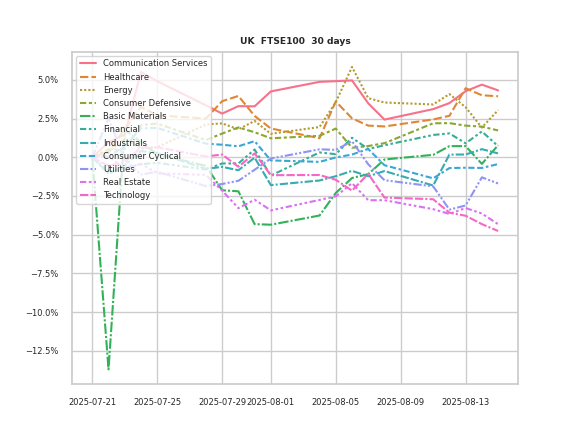 UK FTSE100 30 days
Communication Services
Healthcare
Energy
Consumer Defensive
Basic Materials
Financial
Industrials
Consumer Cyclical
Utilities
Real Estate
Technology
5.0%
2.5%
0.0%
−2.5%
−5.0%
−7.5%
−10.0%
−12.5%
2025-07-21 2025-07-25 2025-07-29 2025-08-01 2025-08-05 2025-08-09 2025-08-13